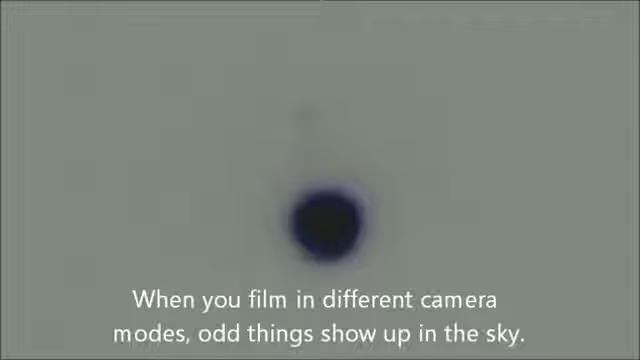 When you film in different camera
modes, odd things show up in the sky.